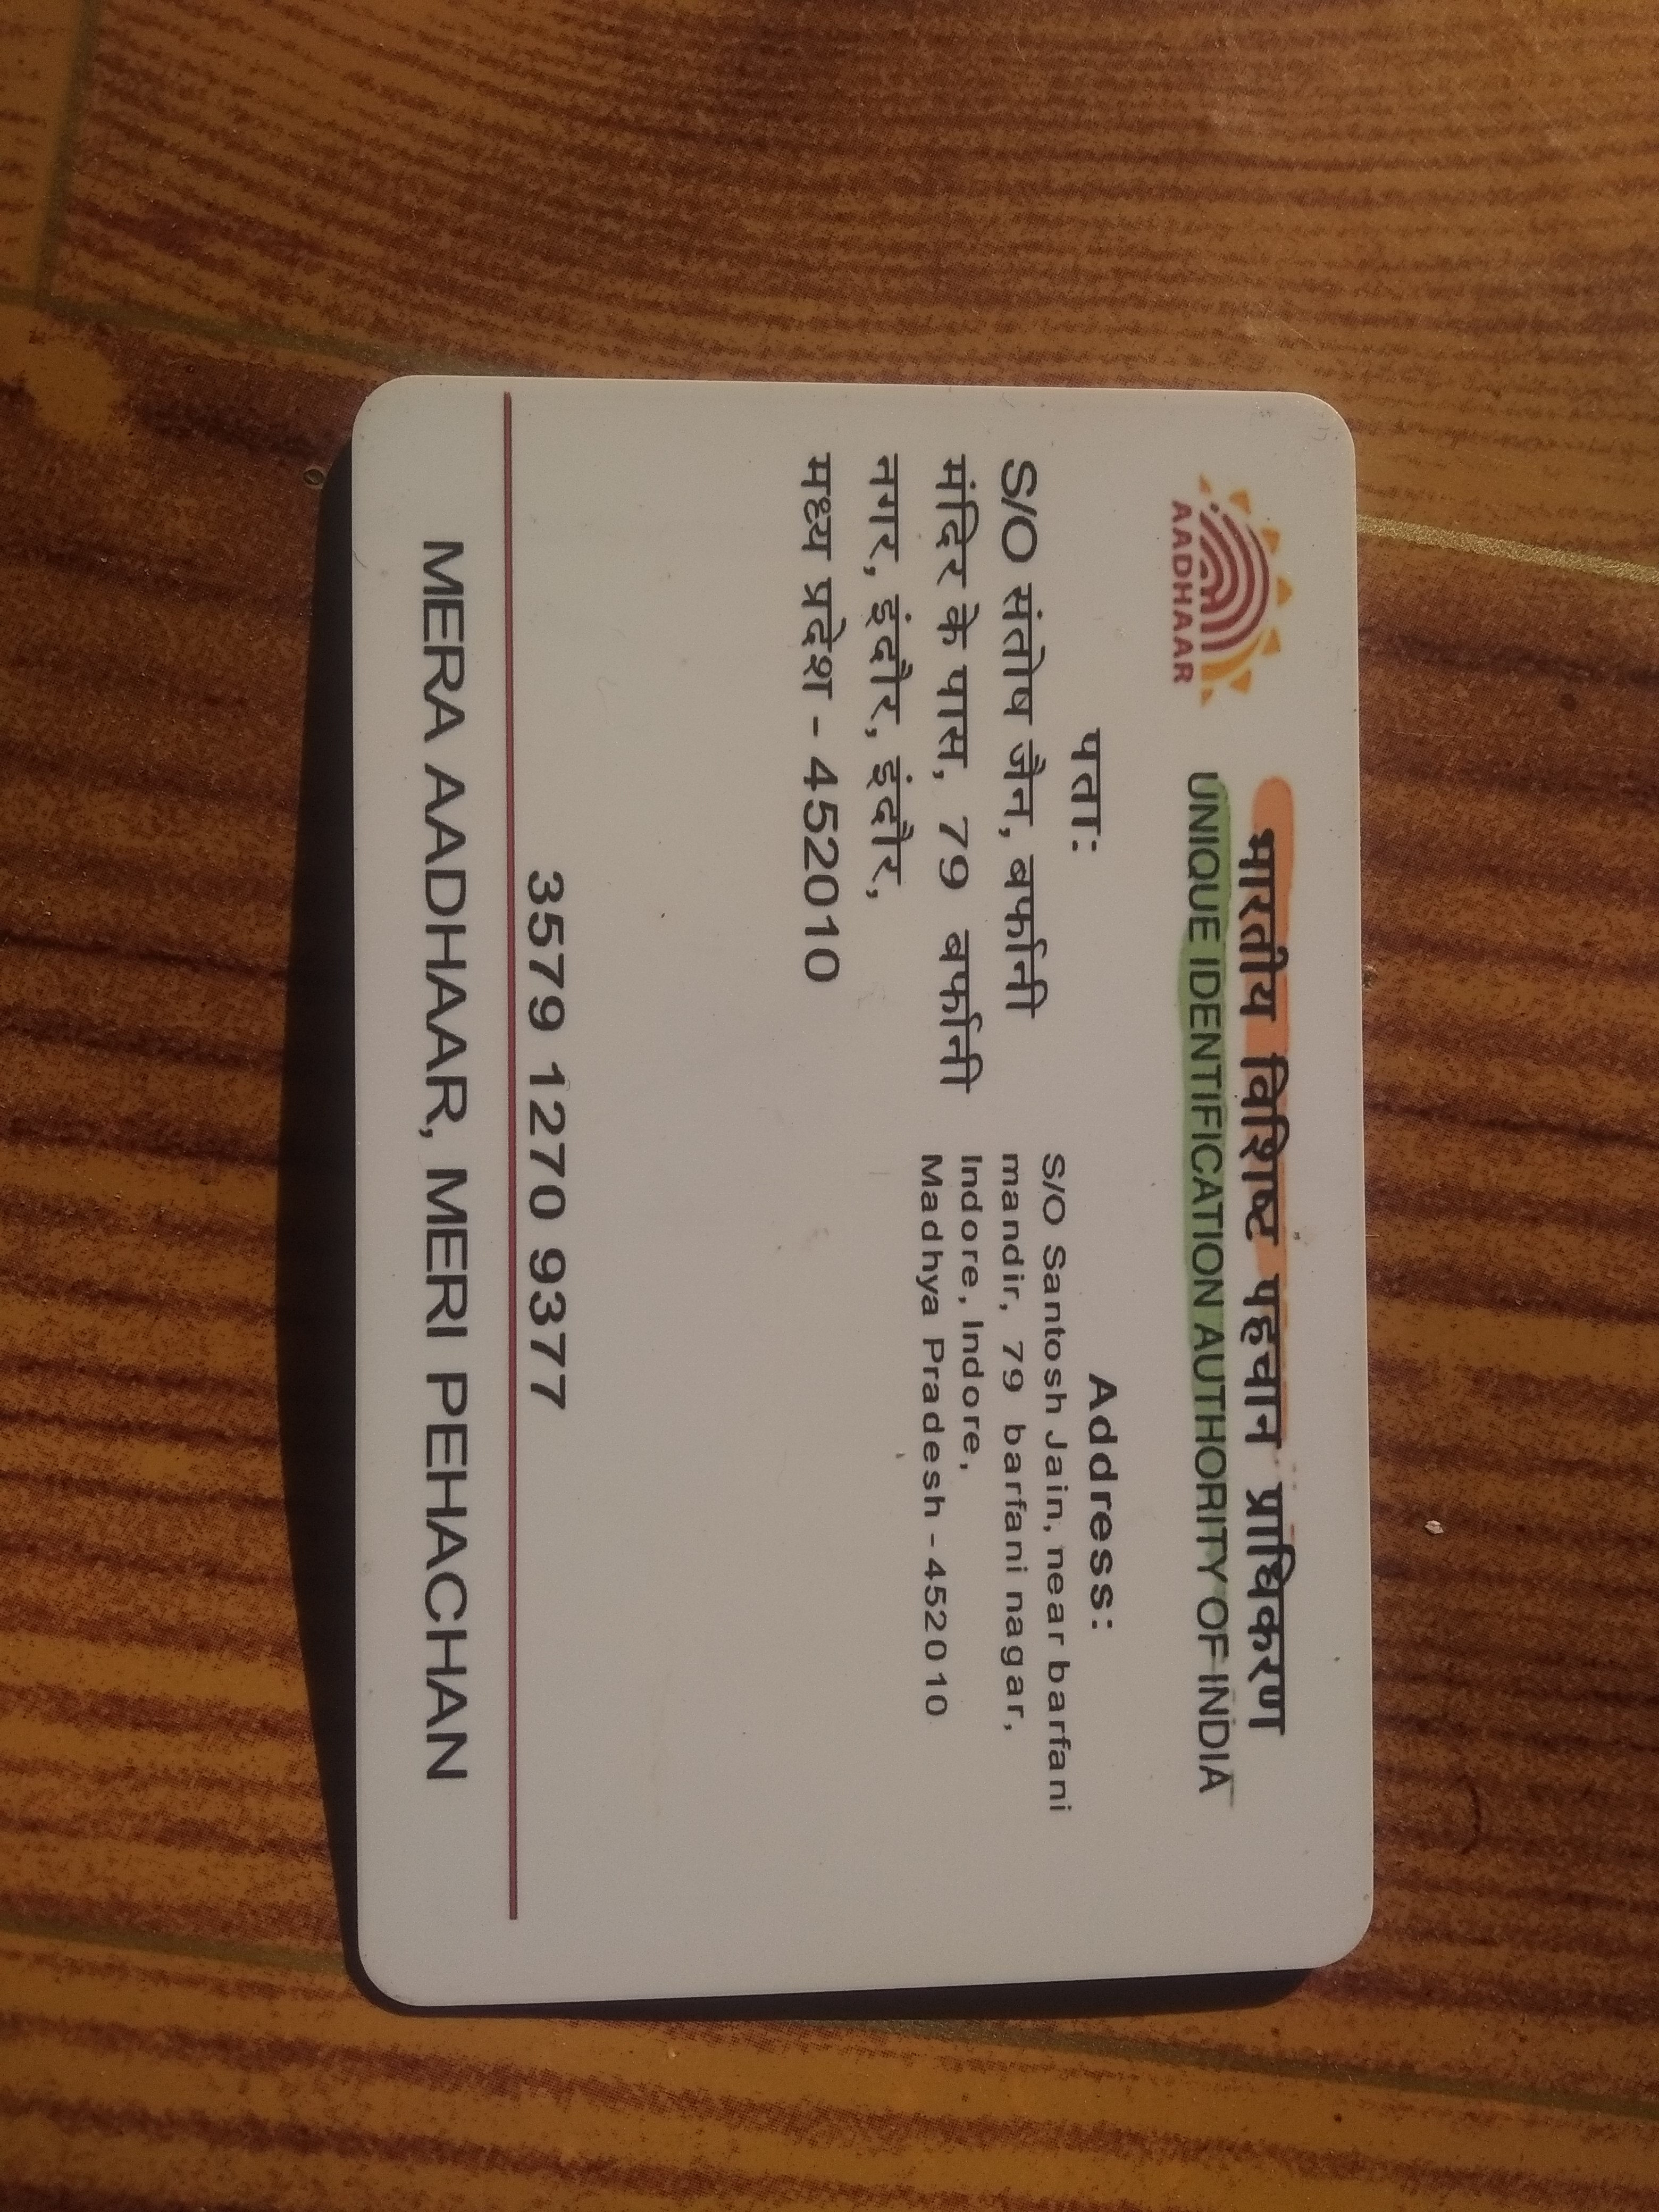 AADHAAR
भारतीय विशिष्ट पहचान प्राधिकरण
UNIQUE IDENTIFICATION AUTHORITY OF INDIA
पता:
S/O संतोष जैन, बर्फानी
मंदिर के पास, 79 बर्फानी
नगर, इंदौर, इंदौर,
मध्य प्रदेश - 452010
Address:
S/O Santosh Jain, near barfani
mandir, 79 barfani nagar,
Indore, Indore,
Madhya Pradesh - 452010
3579 1270 9377
MERA AADHAAR, MERI PEHACHAN